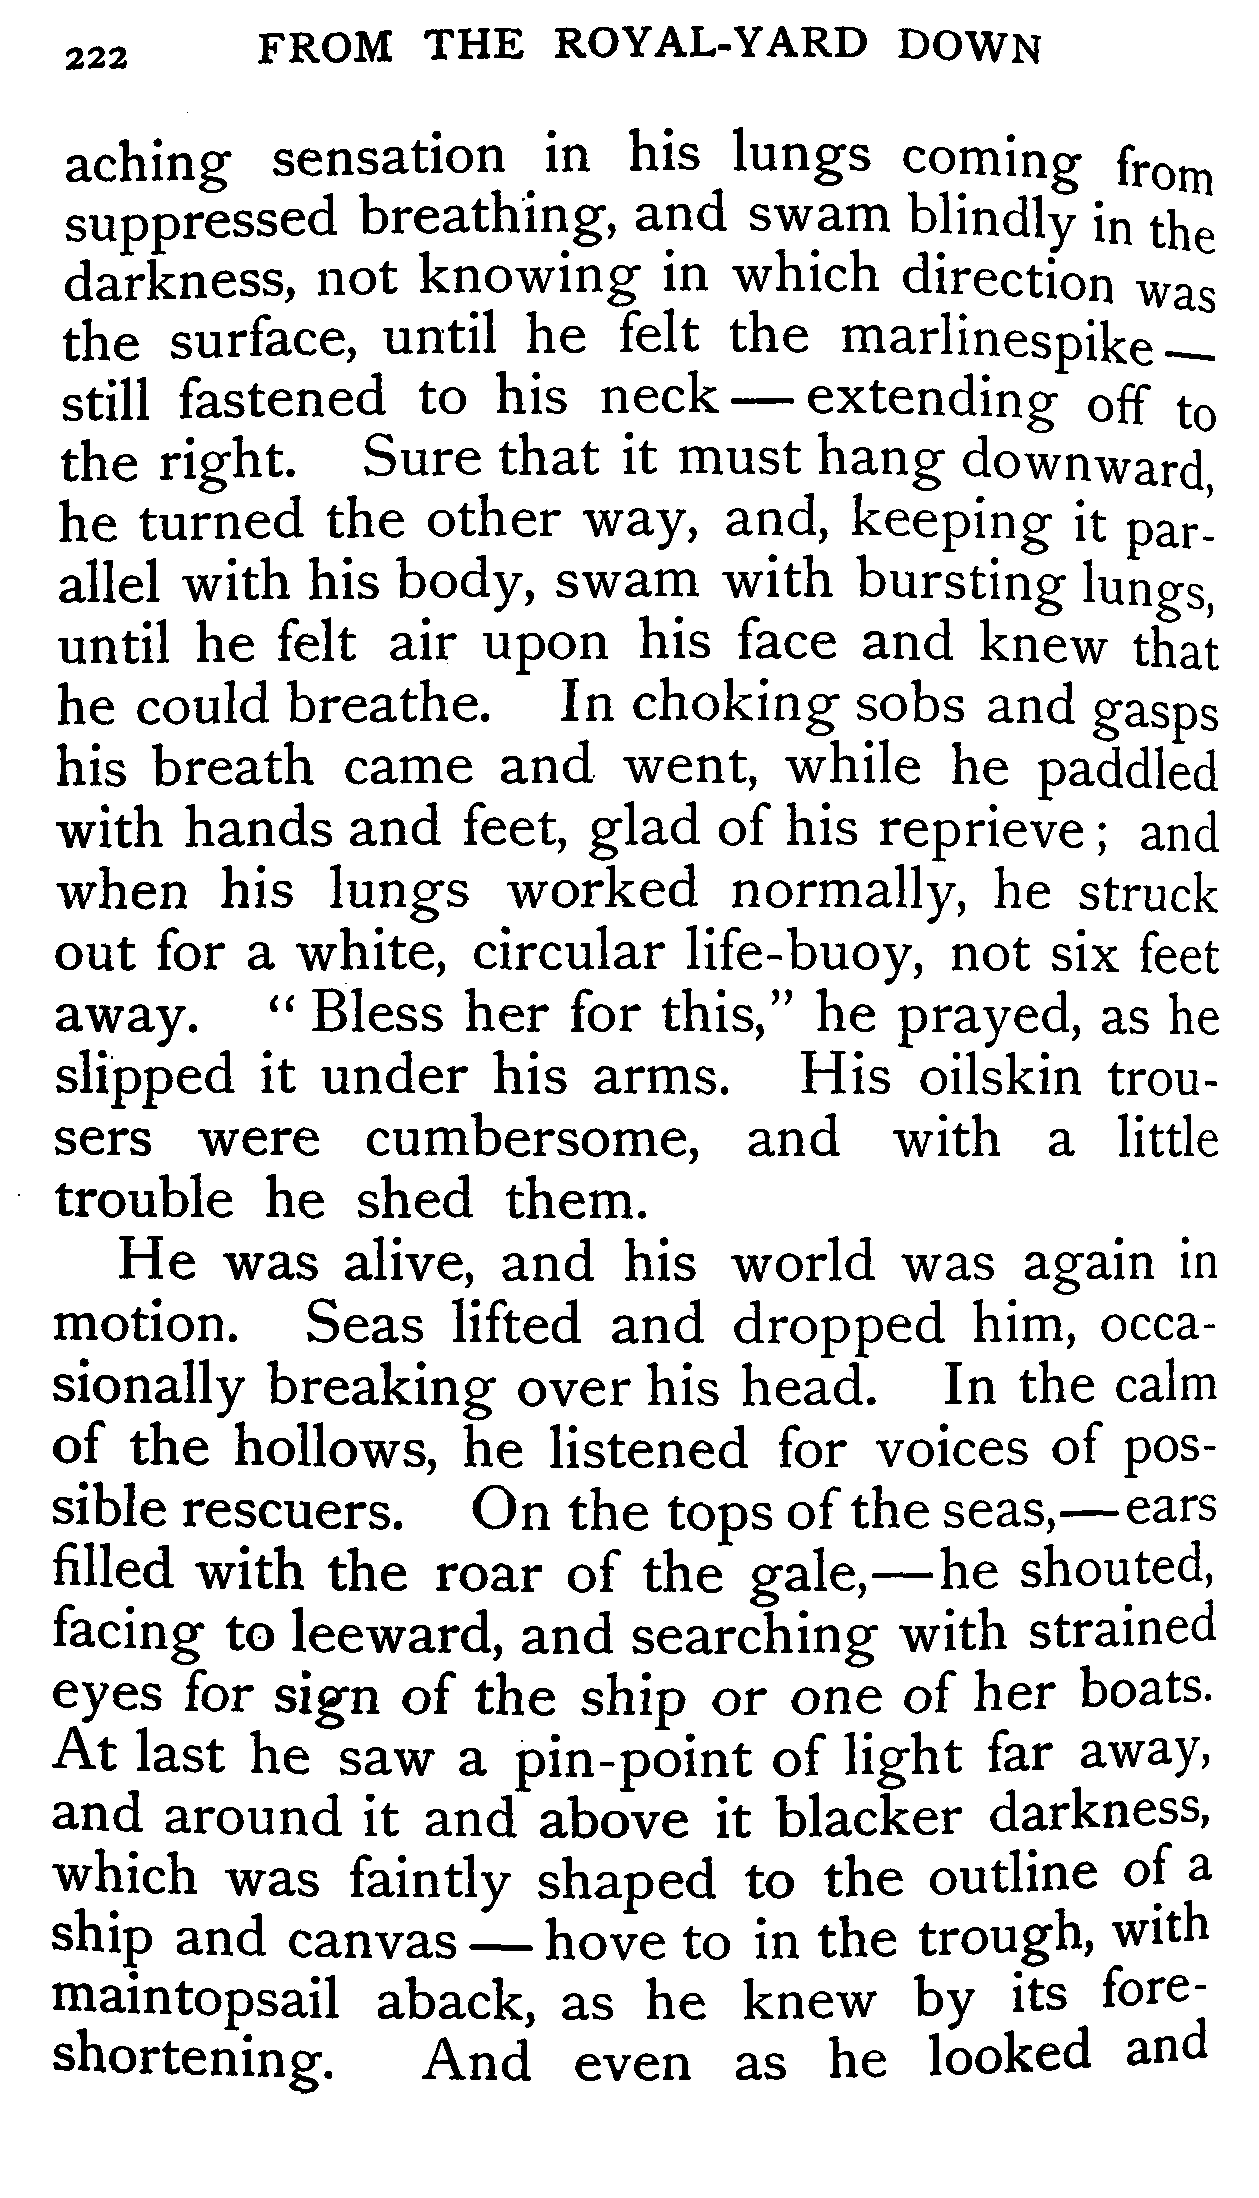 222 FROM THE ROYAL-YARD DOWN
aching sensation in his lungs coming from
suppressed breathing, and swam blindly in the
darkness, not knowing in which direction was
the surface, until he felt the marlinespike —
still fastened to his neck — extending off to
the right. Sure that it must hang downward,
he turned the other way, and, keeping it par-
allel with his body, swam with bursting lungs,
until he felt air upon his face and knew that
he could breathe. In choking sobs and gasps
his breath came and went, while he paddled
with hands and feet, glad of his reprieve; and
when his lungs worked normally, he struck
out for a white, circular life-buoy, not six feet
away. “Bless her for this,” he prayed, as he
slipped it under his arms. His oilskin trou-
sers were cumbersome, and with a little
trouble he shed them.
He was alive, and his world was again in
motion. Seas lifted and dropped him, occa-
sionally breaking over his head. In the calm
of the hollows, he listened for voices of pos-
sible rescuers. On the tops of the seas,—ears
filled with the roar of the gale,—he shouted,
facing to leeward, and searching with strained
eyes for sign of the ship or one of her boats.
At last he saw a pin-point of light far away,
and around it and above it blacker darkness,
which was faintly shaped to the outline of a
ship and canvas — hove to in the trough, with
maintopsail aback, as he knew by its fore-
shortening. And even as he looked and